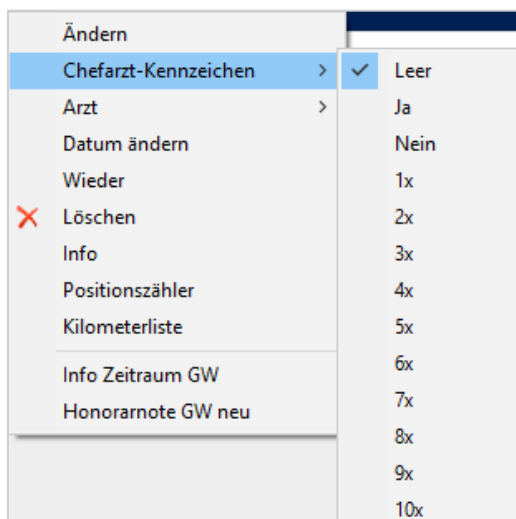 Ändern
Chefarzt-Kennzeichen
Arzt
Datum ändern
Wieder
Löschen
Info
Positionszähler
Kilometerliste
Info Zeitraum GW
Honorarnote GW neu
Leer
Ja
Nein
1x
2x
3x
4x
5x
6x
7x
8x
9x
10x